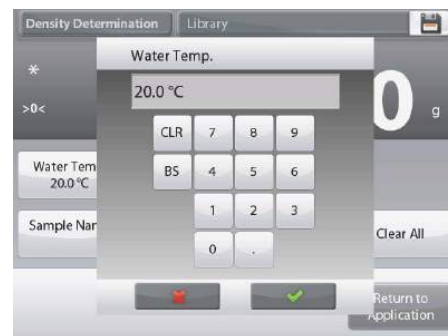 Density Determination Library
Water Temp.
*
20.0 °C
>0<
0 g
CLR 7 8 9
Water Tem
20.0 °C
BS 4 5 6
1 2 3
Sample Nar
Clear All
0 .
Return to
Application